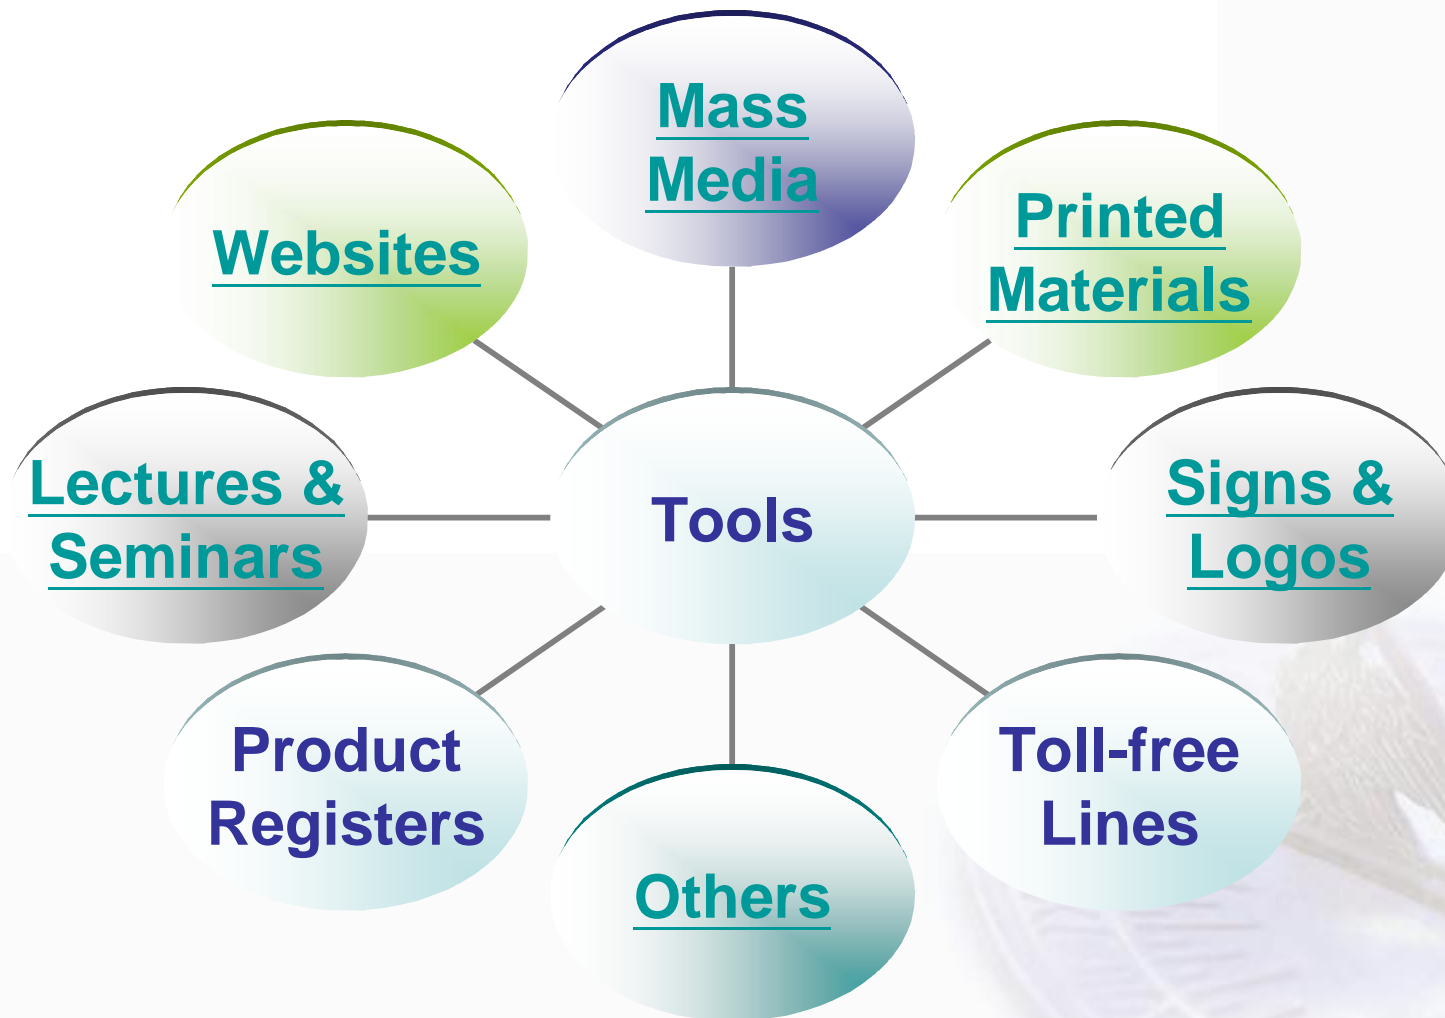 Mass
Media
Websites
Printed
Materials
Lectures &
Seminars
Tools
Signs &
Logos
Product
Registers
Toll-free
Lines
Others